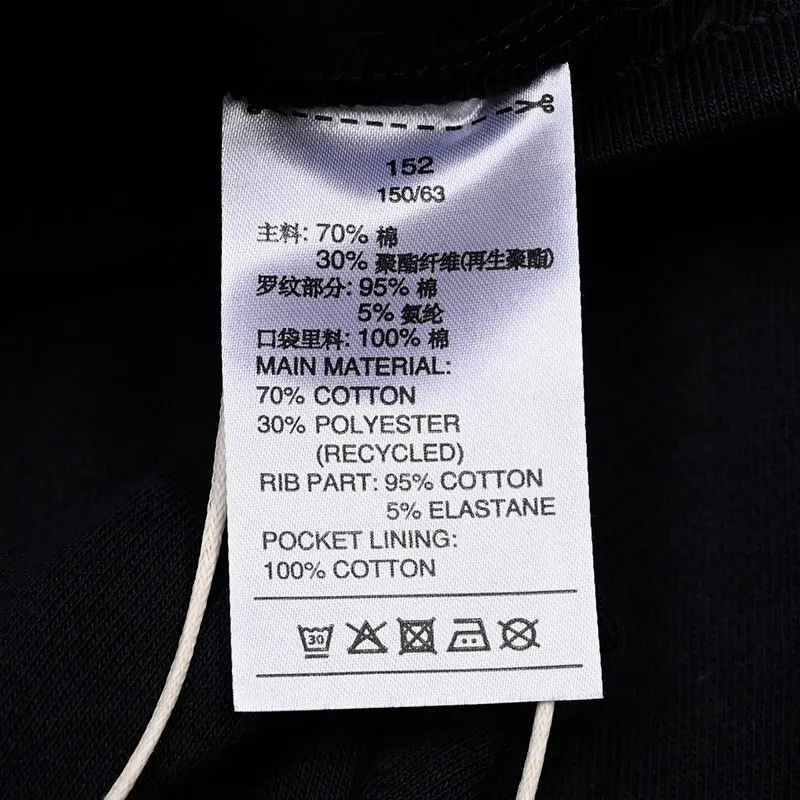 152
150/63
主料: 70% 棉
30% 聚酯纤维(再生聚酯)
罗纹部分: 95% 棉
5% 氨纶
口袋里料: 100% 棉
MAIN MATERIAL:
70% COTTON
30% POLYESTER
(RECYCLED)
RIB PART: 95% COTTON
5% ELASTANE
POCKET LINING:
100% COTTON
30